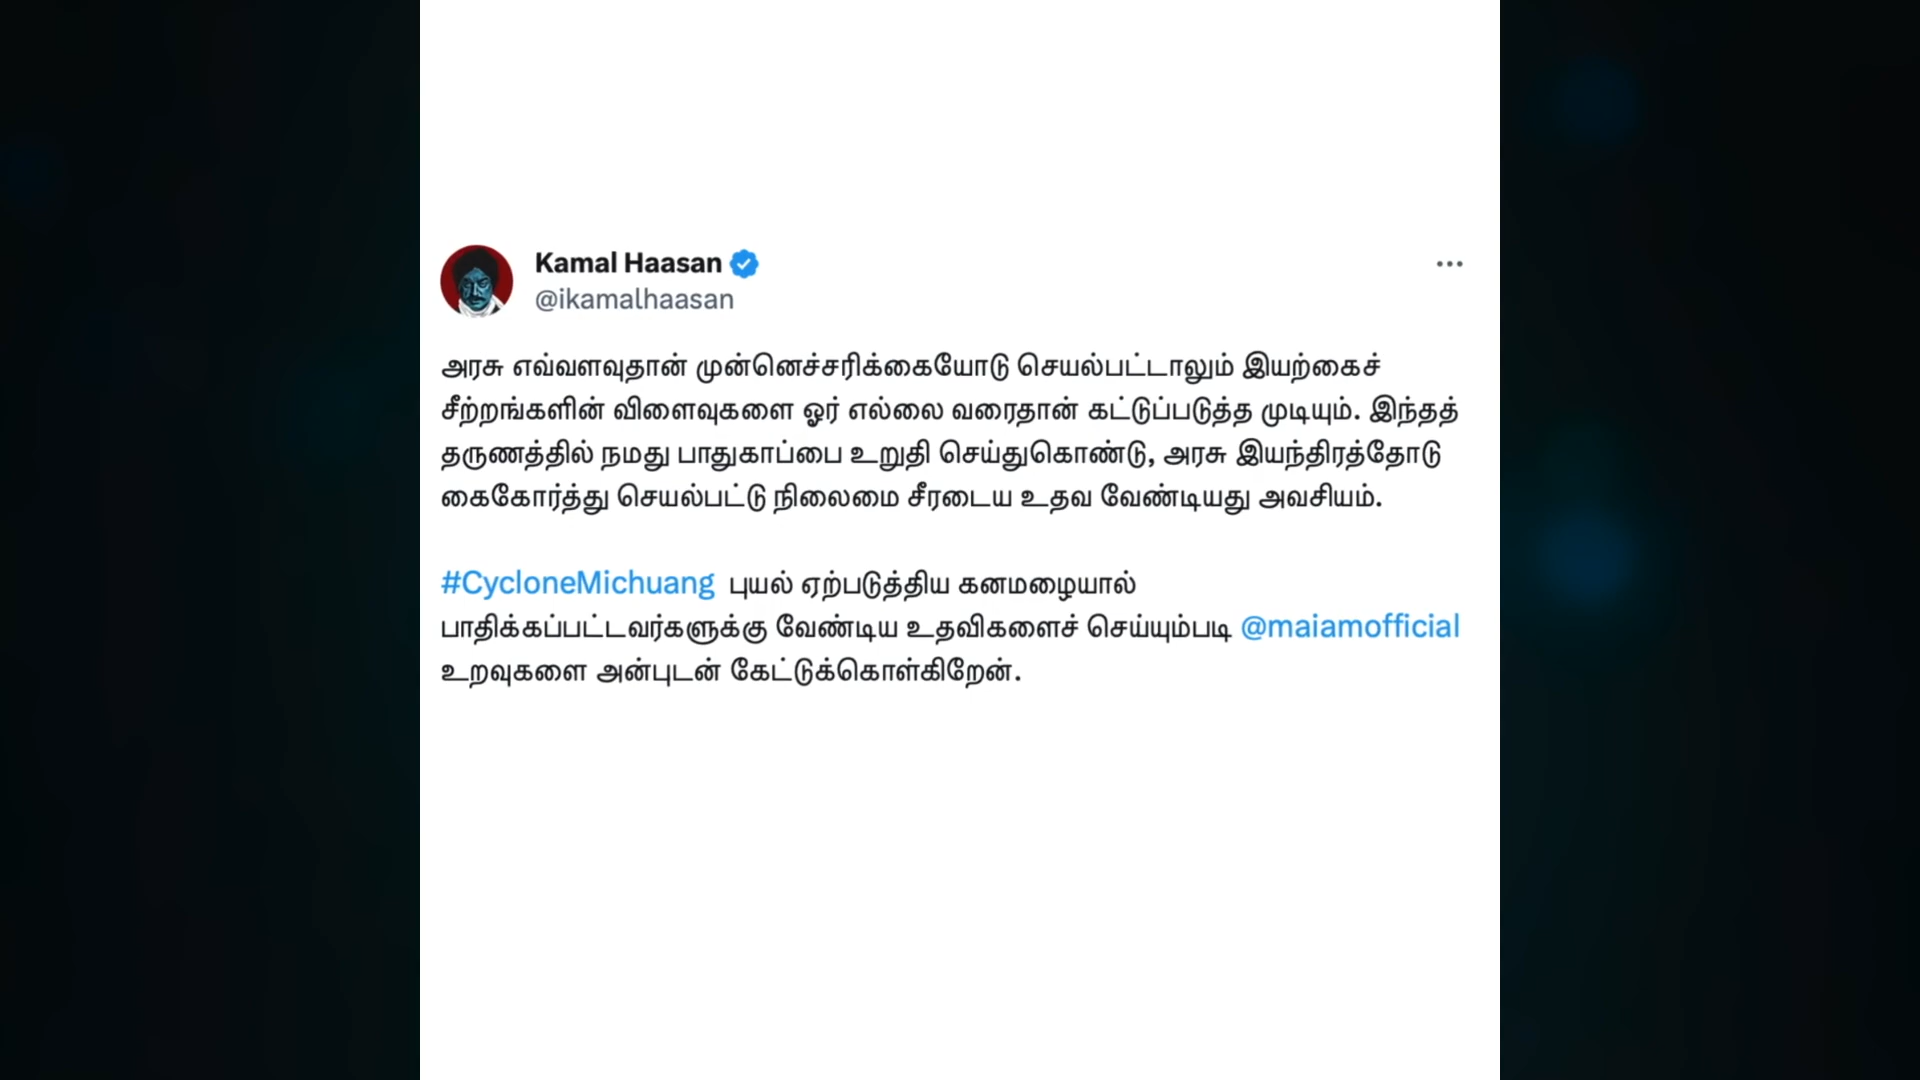 Kamal Haasan
@ikamalhaasan
அரசு எவ்வளவுதான் முன்னெச்சரிக்கையோடு செயல்பட்டாலும் இயற்கைச்
சீற்றங்களின் விளைவுகளை ஓர் எல்லை வரைதான் கட்டுப்படுத்த முடியும். இந்தத்
தருணத்தில் நமது பாதுகாப்பை உறுதி செய்துகொண்டு, அரசு இயந்திரத்தோடு
கைகோர்த்து செயல்பட்டு நிலைமை சீரடைய உதவ வேண்டியது அவசியம்.
#CycloneMichuang புயல் ஏற்படுத்திய கனமழையால்
பாதிக்கப்பட்டவர்களுக்கு வேண்டிய உதவிகளைச் செய்யும்படி @maiamofficial
உறவுகளை அன்புடன் கேட்டுக்கொள்கிறேன்.